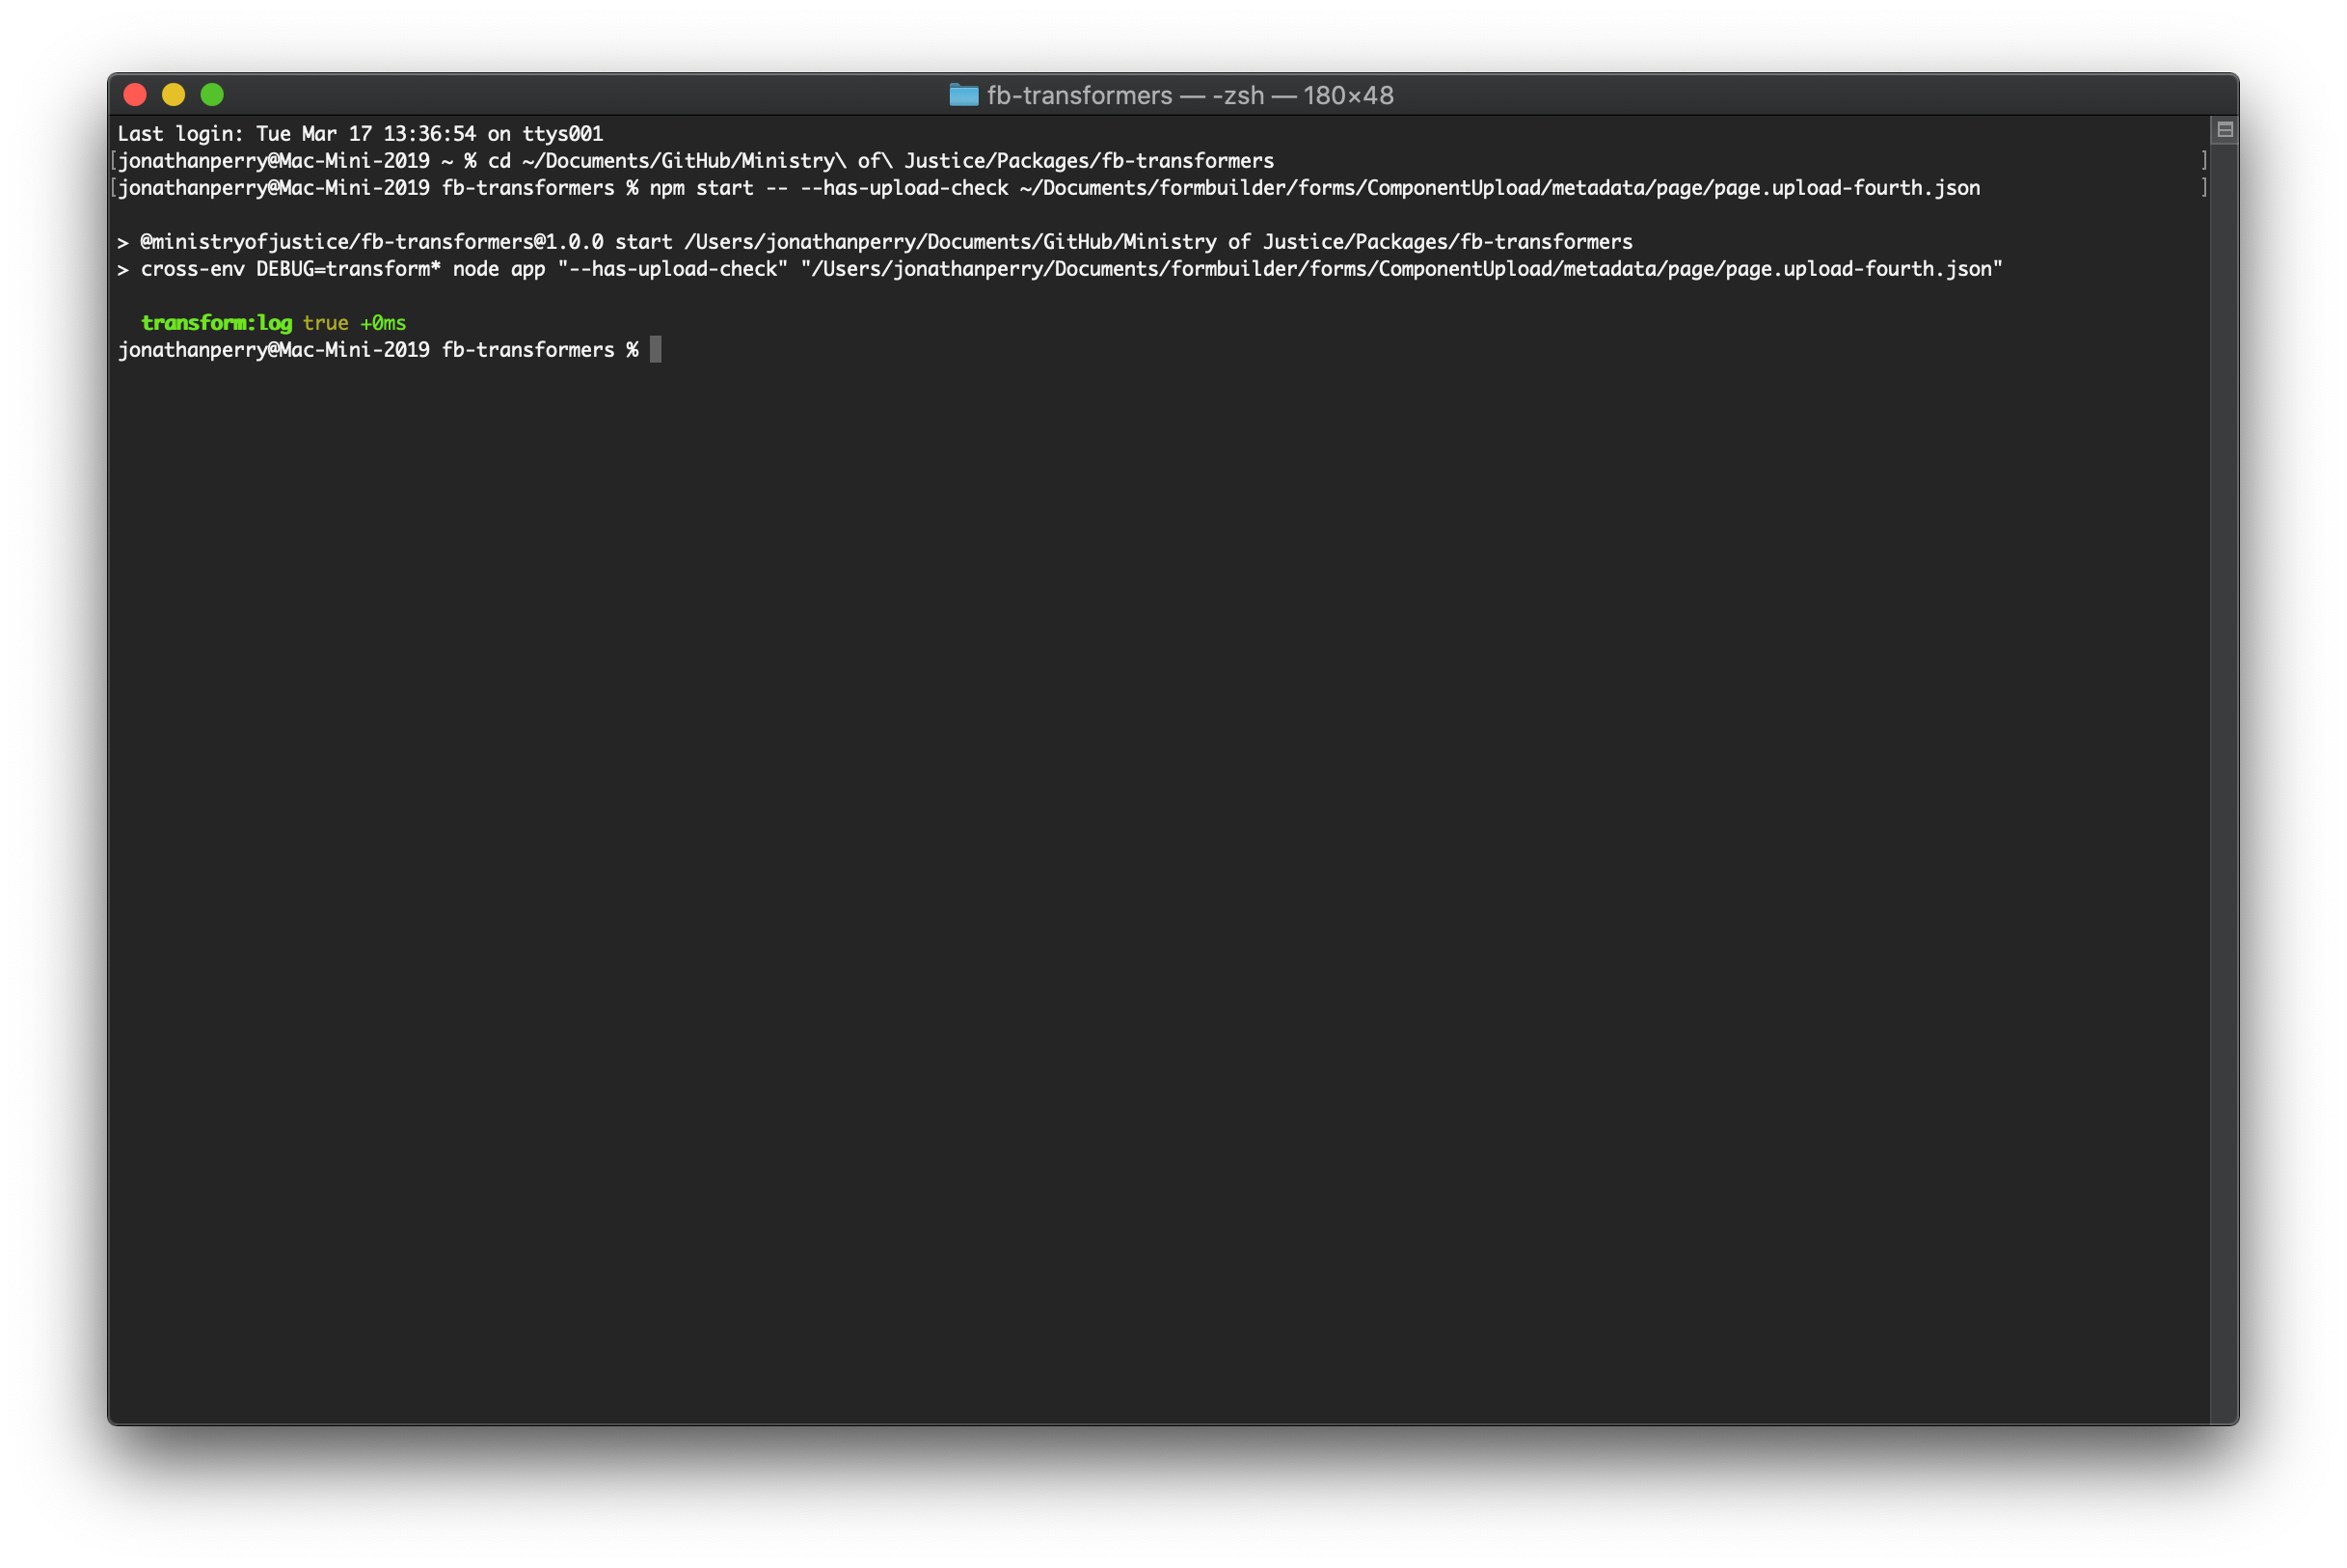 fb-transformers — -zsh — 180×48
Last login: Tue Mar 17 13:36:54 on ttys001
[jonathanperry@Mac-Mini-2019 ~ % cd ~/Documents/GitHub/Ministry\ of\ Justice/Packages/fb-transformers ]
[jonathanperry@Mac-Mini-2019 fb-transformers % npm start -- --has-upload-check ~/Documents/formbuilder/forms/ComponentUpload/metadata/page/page.upload-fourth.json ]
> @ministryofjustice/fb-transformers@1.0.0 start /Users/jonathanperry/Documents/GitHub/Ministry of Justice/Packages/fb-transformers
> cross-env DEBUG=transform* node app "--has-upload-check" "/Users/jonathanperry/Documents/formbuilder/forms/ComponentUpload/metadata/page/page.upload-fourth.json"
transform:log true +0ms
jonathanperry@Mac-Mini-2019 fb-transformers %